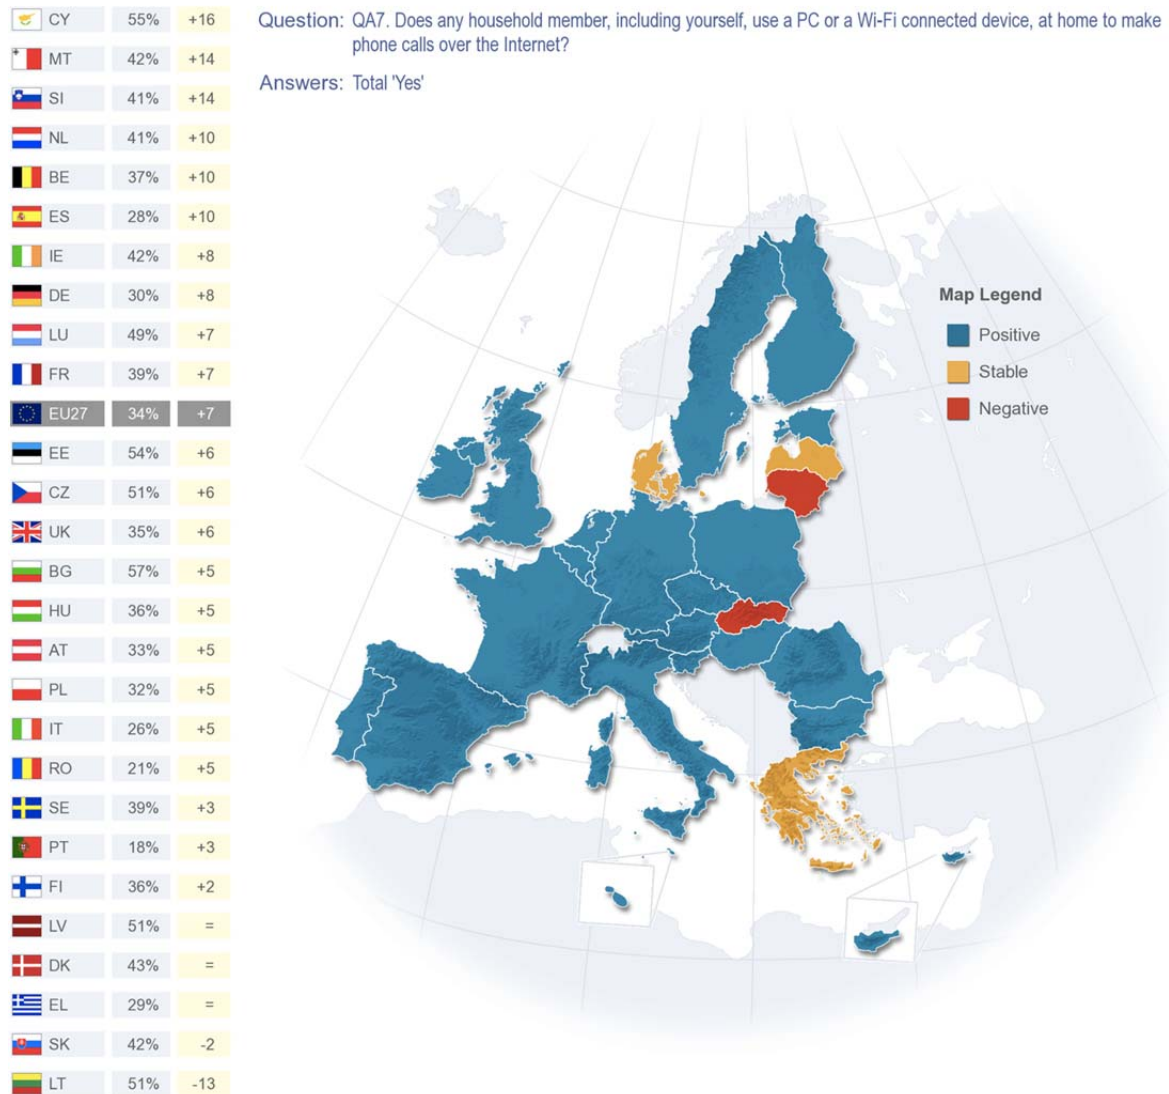 CY 55% +16
MT 42% +14
SI 41% +14
NL 41% +10
BE 37% +10
ES 28% +10
IE 42% +8
DE 30% +8
LU 49% +7
FR 39% +7
EU27 34% +7
EE 54% +6
CZ 51% +6
UK 35% +6
BG 57% +5
HU 36% +5
AT 33% +5
PL 32% +5
IT 26% +5
RO 21% +5
SE 39% +3
PT 18% +3
FI 36% +2
LV 51% =
DK 43% =
EL 29% =
SK 42% -2
LT 51% -13
Question: QA7. Does any household member, including yourself, use a PC or a Wi-Fi connected device, at home to make
phone calls over the Internet?
Answers: Total 'Yes'
Map Legend
Positive
Stable
Negative